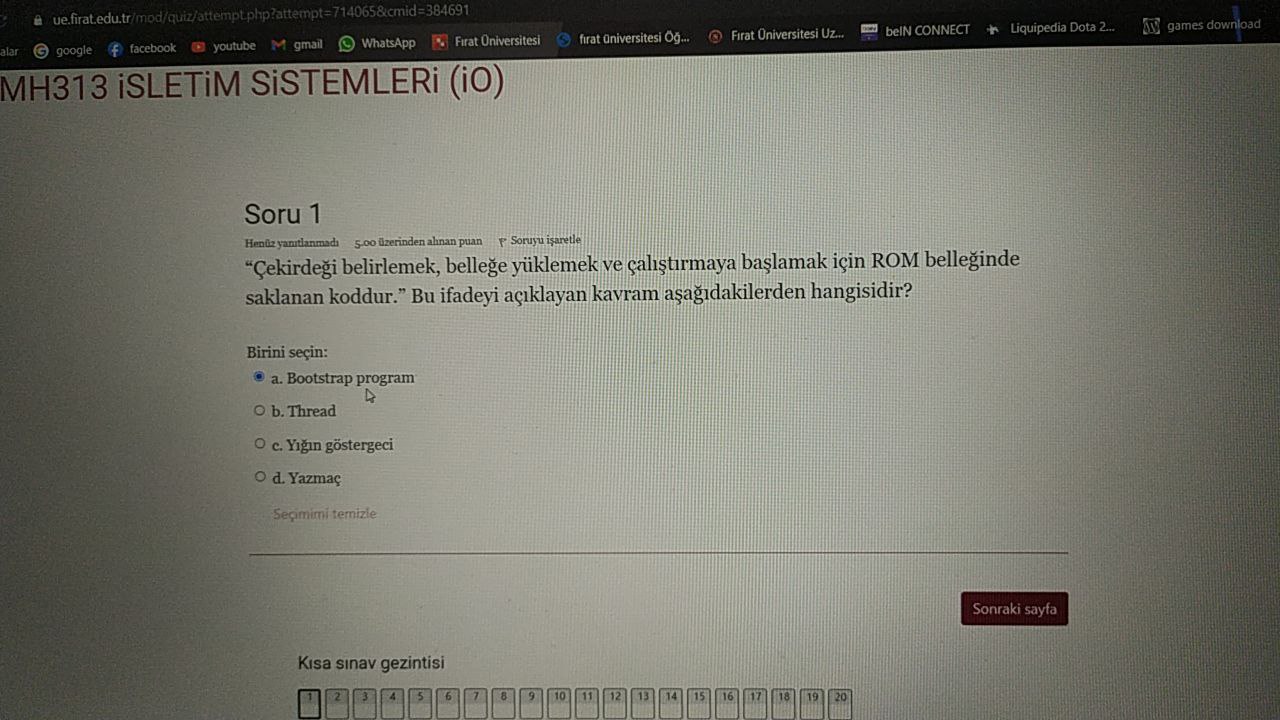 ue.firat.edu.tr/mod/quiz/attempt.php?attempt=714065&cmid=384691
alar google facebook youtube gmail WhatsApp Fırat Üniversitesi fırat üniversitesi Öğ... Fırat Üniversitesi Uz... beIN CONNECT Liquipedia Dota 2... games download
MH313 iSLETiM SiSTEMLERi (iO)
Soru 1
Henüz yanıtlanmadı 5.00 üzerinden alınan puan Soruyu işaretle
“Çekirdeği belirlemek, belleğe yüklemek ve çalıştırmaya başlamak için ROM belleğinde
saklanan koddur.” Bu ifadeyi açıklayan kavram aşağıdakilerden hangisidir?
Birini seçin:
a. Bootstrap program
b. Thread
c. Yığın göstergeci
d. Yazmaç
Seçimimi temizle
Sonraki sayfa
Kısa sınav gezintisi
1 2 3 4 5 6 7 8 9 10 11 12 13 14 15 16 17 18 19 20